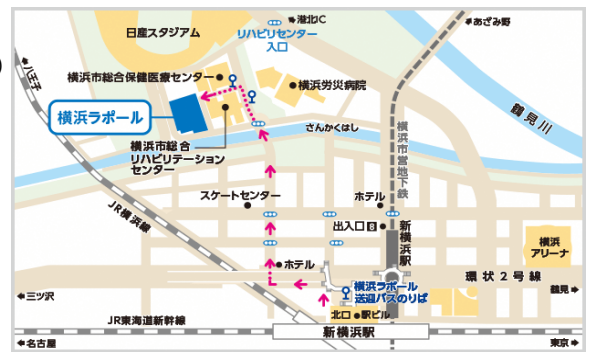 日産スタジアム
港北IC
リハビリセンター
入口
あざみ野
八王子
横浜市総合保健医療センター
横浜労災病院
横浜ラポール
鶴見川
さんかくはし
横浜市営地下鉄
横浜市総合
リハビリテーション
センター
スケートセンター
ホテル
JR横浜線
出入口8
新横浜駅
横浜
アリーナ
ホテル
環状2号線
横浜ラポール
送迎バスのりば
三ツ沢
鶴見
北口
駅ビル
JR東海道新幹線
新横浜駅
名古屋
東京